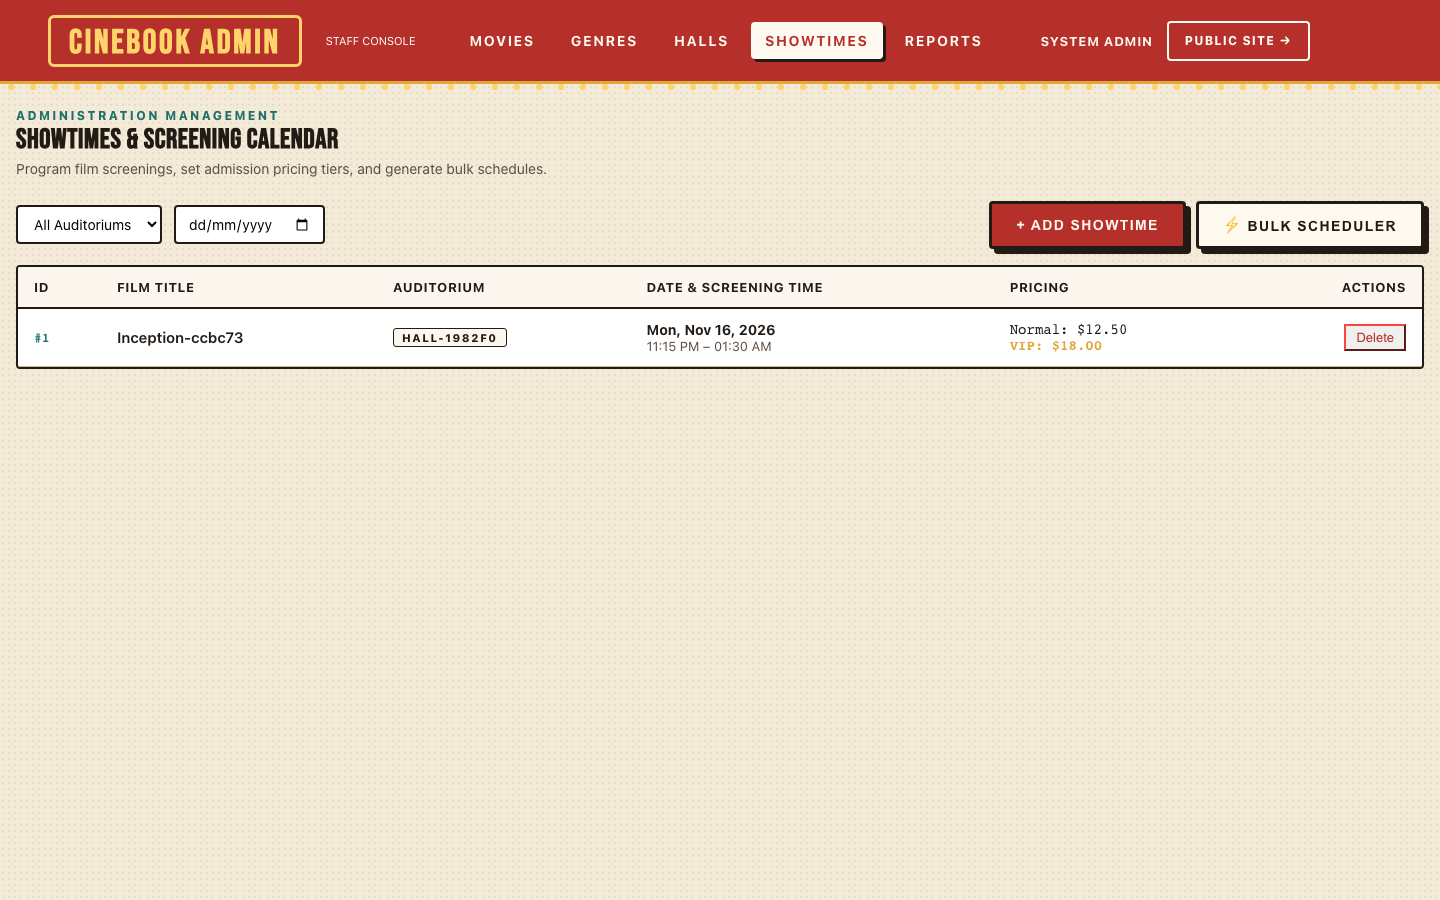 CINEBOOK ADMIN
STAFF CONSOLE
MOVIES
GENRES
HALLS
SHOWTIMES
REPORTS
SYSTEM ADMIN
PUBLIC SITE →
ADMINISTRATION MANAGEMENT
SHOWTIMES & SCREENING CALENDAR
Program film screenings, set admission pricing tiers, and generate bulk schedules.
All Auditoriums
dd/mm/yyyy
+ ADD SHOWTIME
⚡ BULK SCHEDULER
ID FILM TITLE AUDITORIUM DATE & SCREENING TIME PRICING ACTIONS
#1 Inception-ccbc73 HALL-1982F0 Mon, Nov 16, 2026 Normal: $12.50 Delete
11:15 PM – 01:30 AM VIP: $18.00